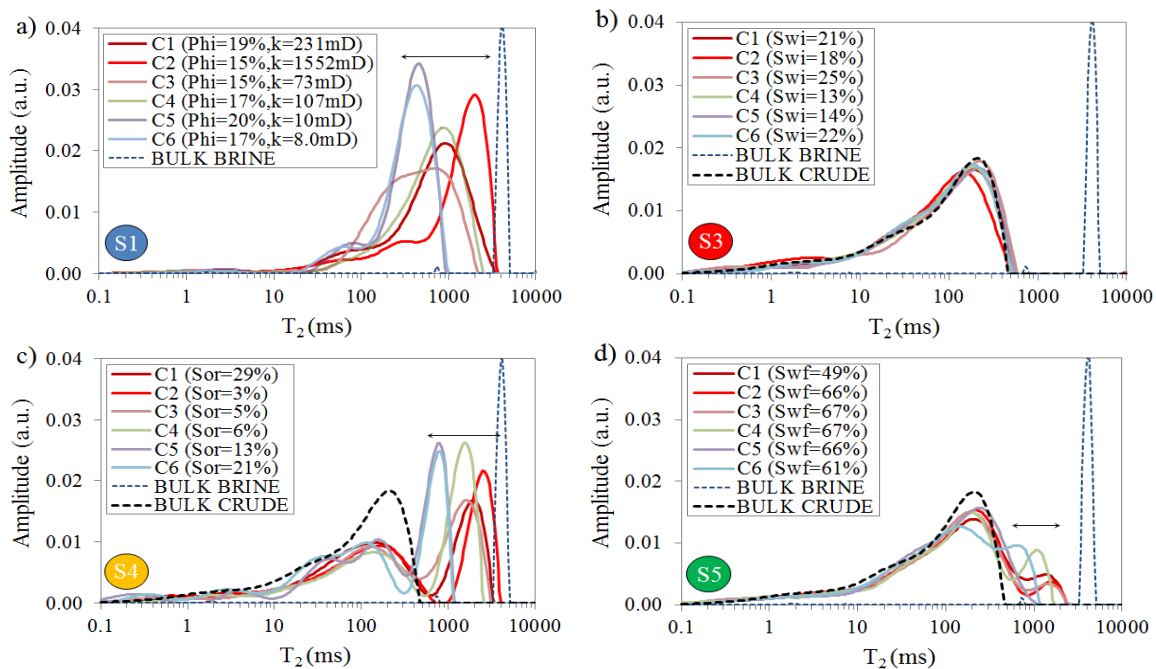 a)
0.04
0.03
0.02
0.01
0.00
Amplitude (a.u.)
C1 (Phi=19%,k=231mD)
C2 (Phi=15%,k=1552mD)
C3 (Phi=15%,k=73mD)
C4 (Phi=17%,k=107mD)
C5 (Phi=20%,k=10mD)
C6 (Phi=17%,k=8.0mD)
BULK BRINE
S1
0.1 1 10 100 1000 10000
T2 (ms)
b)
0.04
0.03
0.02
0.01
0.00
Amplitude (a.u.)
C1 (Swi=21%)
C2 (Swi=18%)
C3 (Swi=25%)
C4 (Swi=13%)
C5 (Swi=14%)
C6 (Swi=22%)
BULK BRINE
BULK CRUDE
S3
0.1 1 10 100 1000 10000
T2 (ms)
c)
0.04
0.03
0.02
0.01
0.00
Amplitude (a.u.)
C1 (Sor=29%)
C2 (Sor=3%)
C3 (Sor=5%)
C4 (Sor=6%)
C5 (Sor=13%)
C6 (Sor=21%)
BULK BRINE
BULK CRUDE
S4
0.1 1 10 100 1000 10000
T2 (ms)
d)
0.04
0.03
0.02
0.01
0.00
Amplitude (a.u.)
C1 (Swf=49%)
C2 (Swf=66%)
C3 (Swf=67%)
C4 (Swf=67%)
C5 (Swf=66%)
C6 (Swf=61%)
BULK BRINE
BULK CRUDE
S5
0.1 1 10 100 1000 10000
T2 (ms)